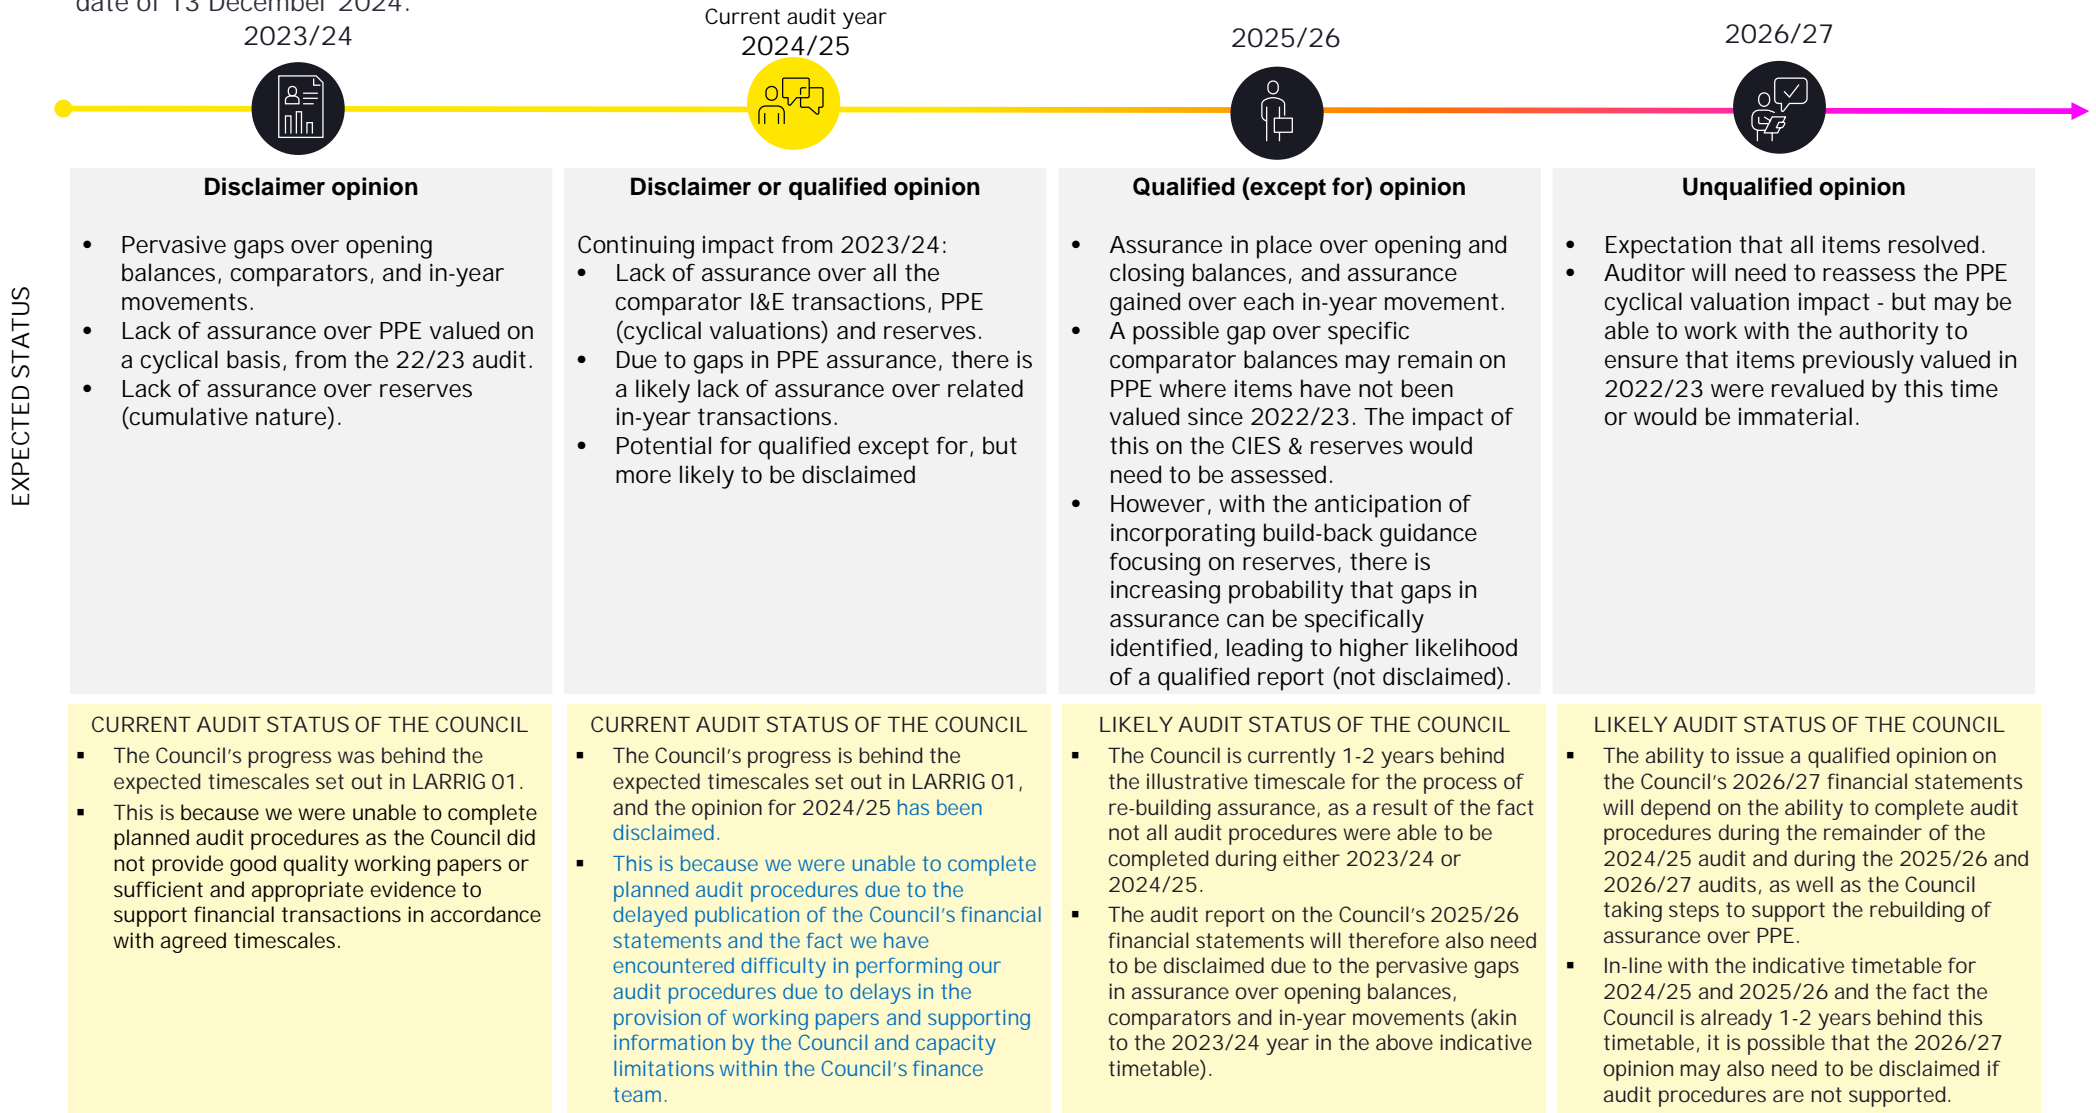 date of 13 December 2024.
2023/24
Current audit year
2024/25
2025/26
2026/27
EXPECTED STATUS
Disclaimer opinion
• Pervasive gaps over opening
balances, comparators, and in-year
movements.
• Lack of assurance over PPE valued on
a cyclical basis, from the 22/23 audit.
• Lack of assurance over reserves
(cumulative nature).
Disclaimer or qualified opinion
Continuing impact from 2023/24:
• Lack of assurance over all the
comparator I&E transactions, PPE
(cyclical valuations) and reserves.
• Due to gaps in PPE assurance, there is
a likely lack of assurance over related
in-year transactions.
• Potential for qualified except for, but
more likely to be disclaimed
Qualified (except for) opinion
• Assurance in place over opening and
closing balances, and assurance
gained over each in-year movement.
• A possible gap over specific
comparator balances may remain on
PPE where items have not been
valued since 2022/23. The impact of
this on the CIES & reserves would
need to be assessed.
• However, with the anticipation of
incorporating build-back guidance
focusing on reserves, there is
increasing probability that gaps in
assurance can be specifically
identified, leading to higher likelihood
of a qualified report (not disclaimed).
Unqualified opinion
• Expectation that all items resolved.
• Auditor will need to reassess the PPE
cyclical valuation impact - but may be
able to work with the authority to
ensure that items previously valued in
2022/23 were revalued by this time
or would be immaterial.
CURRENT AUDIT STATUS OF THE COUNCIL
▪ The Council's progress was behind the
expected timescales set out in LARRIG 01.
▪ This is because we were unable to complete
planned audit procedures as the Council did
not provide good quality working papers or
sufficient and appropriate evidence to
support financial transactions in accordance
with agreed timescales.
CURRENT AUDIT STATUS OF THE COUNCIL
▪ The Council's progress is behind the
expected timescales set out in LARRIG 01,
and the opinion for 2024/25 has been
disclaimed.
▪ This is because we were unable to complete
planned audit procedures due to the
delayed publication of the Council's financial
statements and the fact we have
encountered difficulty in performing our
audit procedures due to delays in the
provision of working papers and supporting
information by the Council and capacity
limitations within the Council's finance
team.
LIKELY AUDIT STATUS OF THE COUNCIL
▪ The Council is currently 1-2 years behind
the illustrative timescale for the process of
re-building assurance, as a result of the fact
not all audit procedures were able to be
completed during either 2023/24 or
2024/25.
▪ The audit report on the Council's 2025/26
financial statements will therefore also need
to be disclaimed due to the pervasive gaps
in assurance over opening balances,
comparators and in-year movements (akin
to the 2023/24 year in the above indicative
timetable).
LIKELY AUDIT STATUS OF THE COUNCIL
▪ The ability to issue a qualified opinion on
the Council's 2026/27 financial statements
will depend on the ability to complete audit
procedures during the remainder of the
2024/25 audit and during the 2025/26 and
2026/27 audits, as well as the Council
taking steps to support the rebuilding of
assurance over PPE.
▪ In-line with the indicative timetable for
2024/25 and 2025/26 and the fact the
Council is already 1-2 years behind this
timetable, it is possible that the 2026/27
opinion may also need to be disclaimed if
audit procedures are not supported.